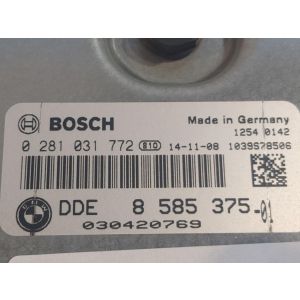 BOSCH
Made in Germany
1254 0142
0 281 031 772 810 14-11-08 1039S78506
BMW
DDE 8 585 375-01
030420769